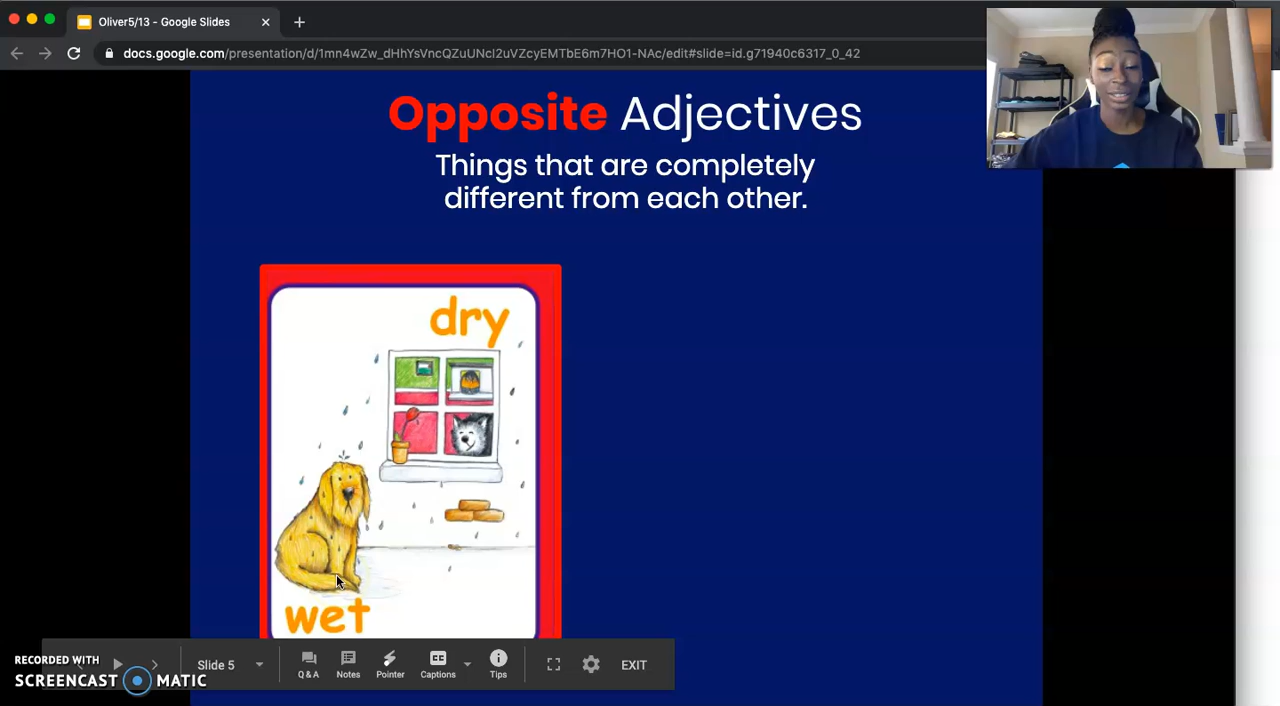 Oliver5/13 - Google Slides
docs.google.com/presentation/d/1mn4wZw_dHhYsVncQZuUNcI2uVZcyEMTbE6m7HO1-NAc/edit#slide=id.g71940c6317_0_42
Opposite Adjectives
Things that are completely
different from each other.
dry
wet
Slide 5
Q & A
Notes
Pointer
Captions
Tips
EXIT
RECORDED WITH
SCREENCAST MATIC